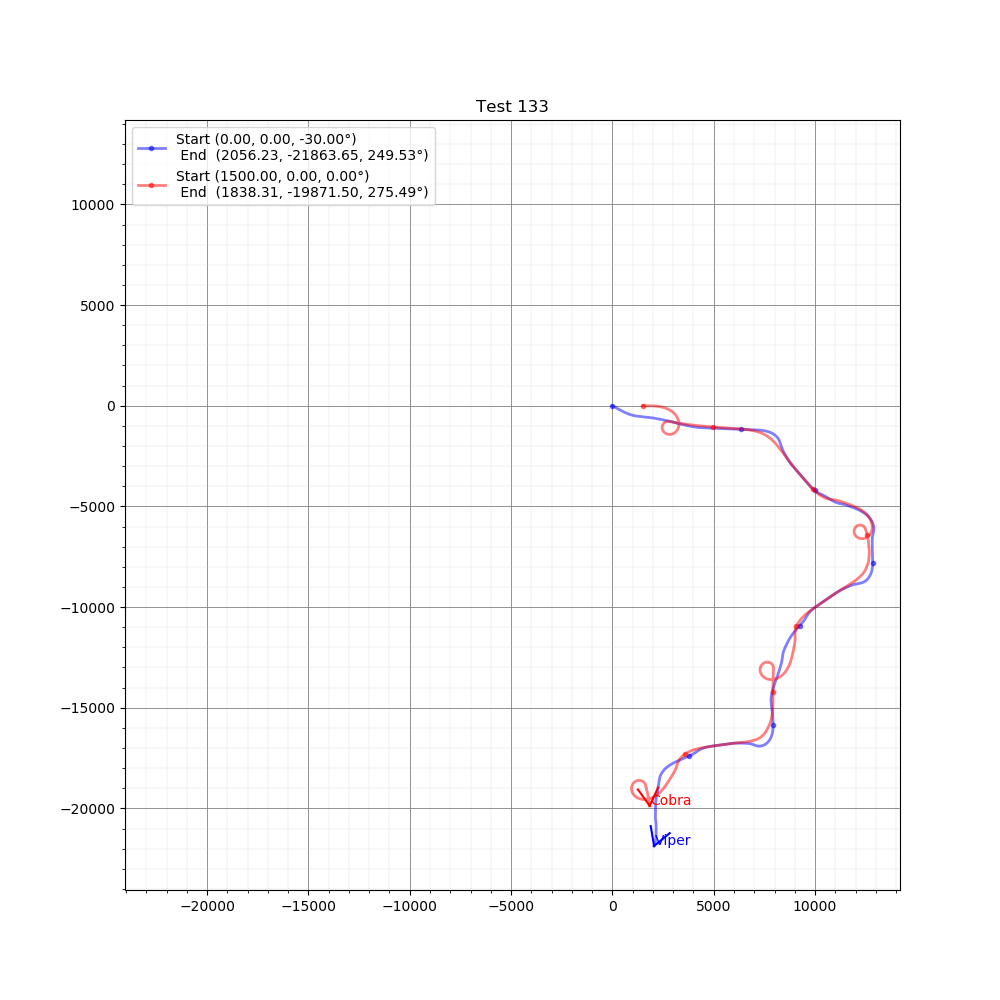 Test 133
Start (0.00, 0.00, -30.00°)
End (2056.23, -21863.65, 249.53°)
Start (1500.00, 0.00, 0.00°)
End (1838.31, -19871.50, 275.49°)
10000
5000
0
−5000
−10000
−15000
−20000
Cobra
Viper
−20000 −15000 −10000 −5000 0 5000 10000